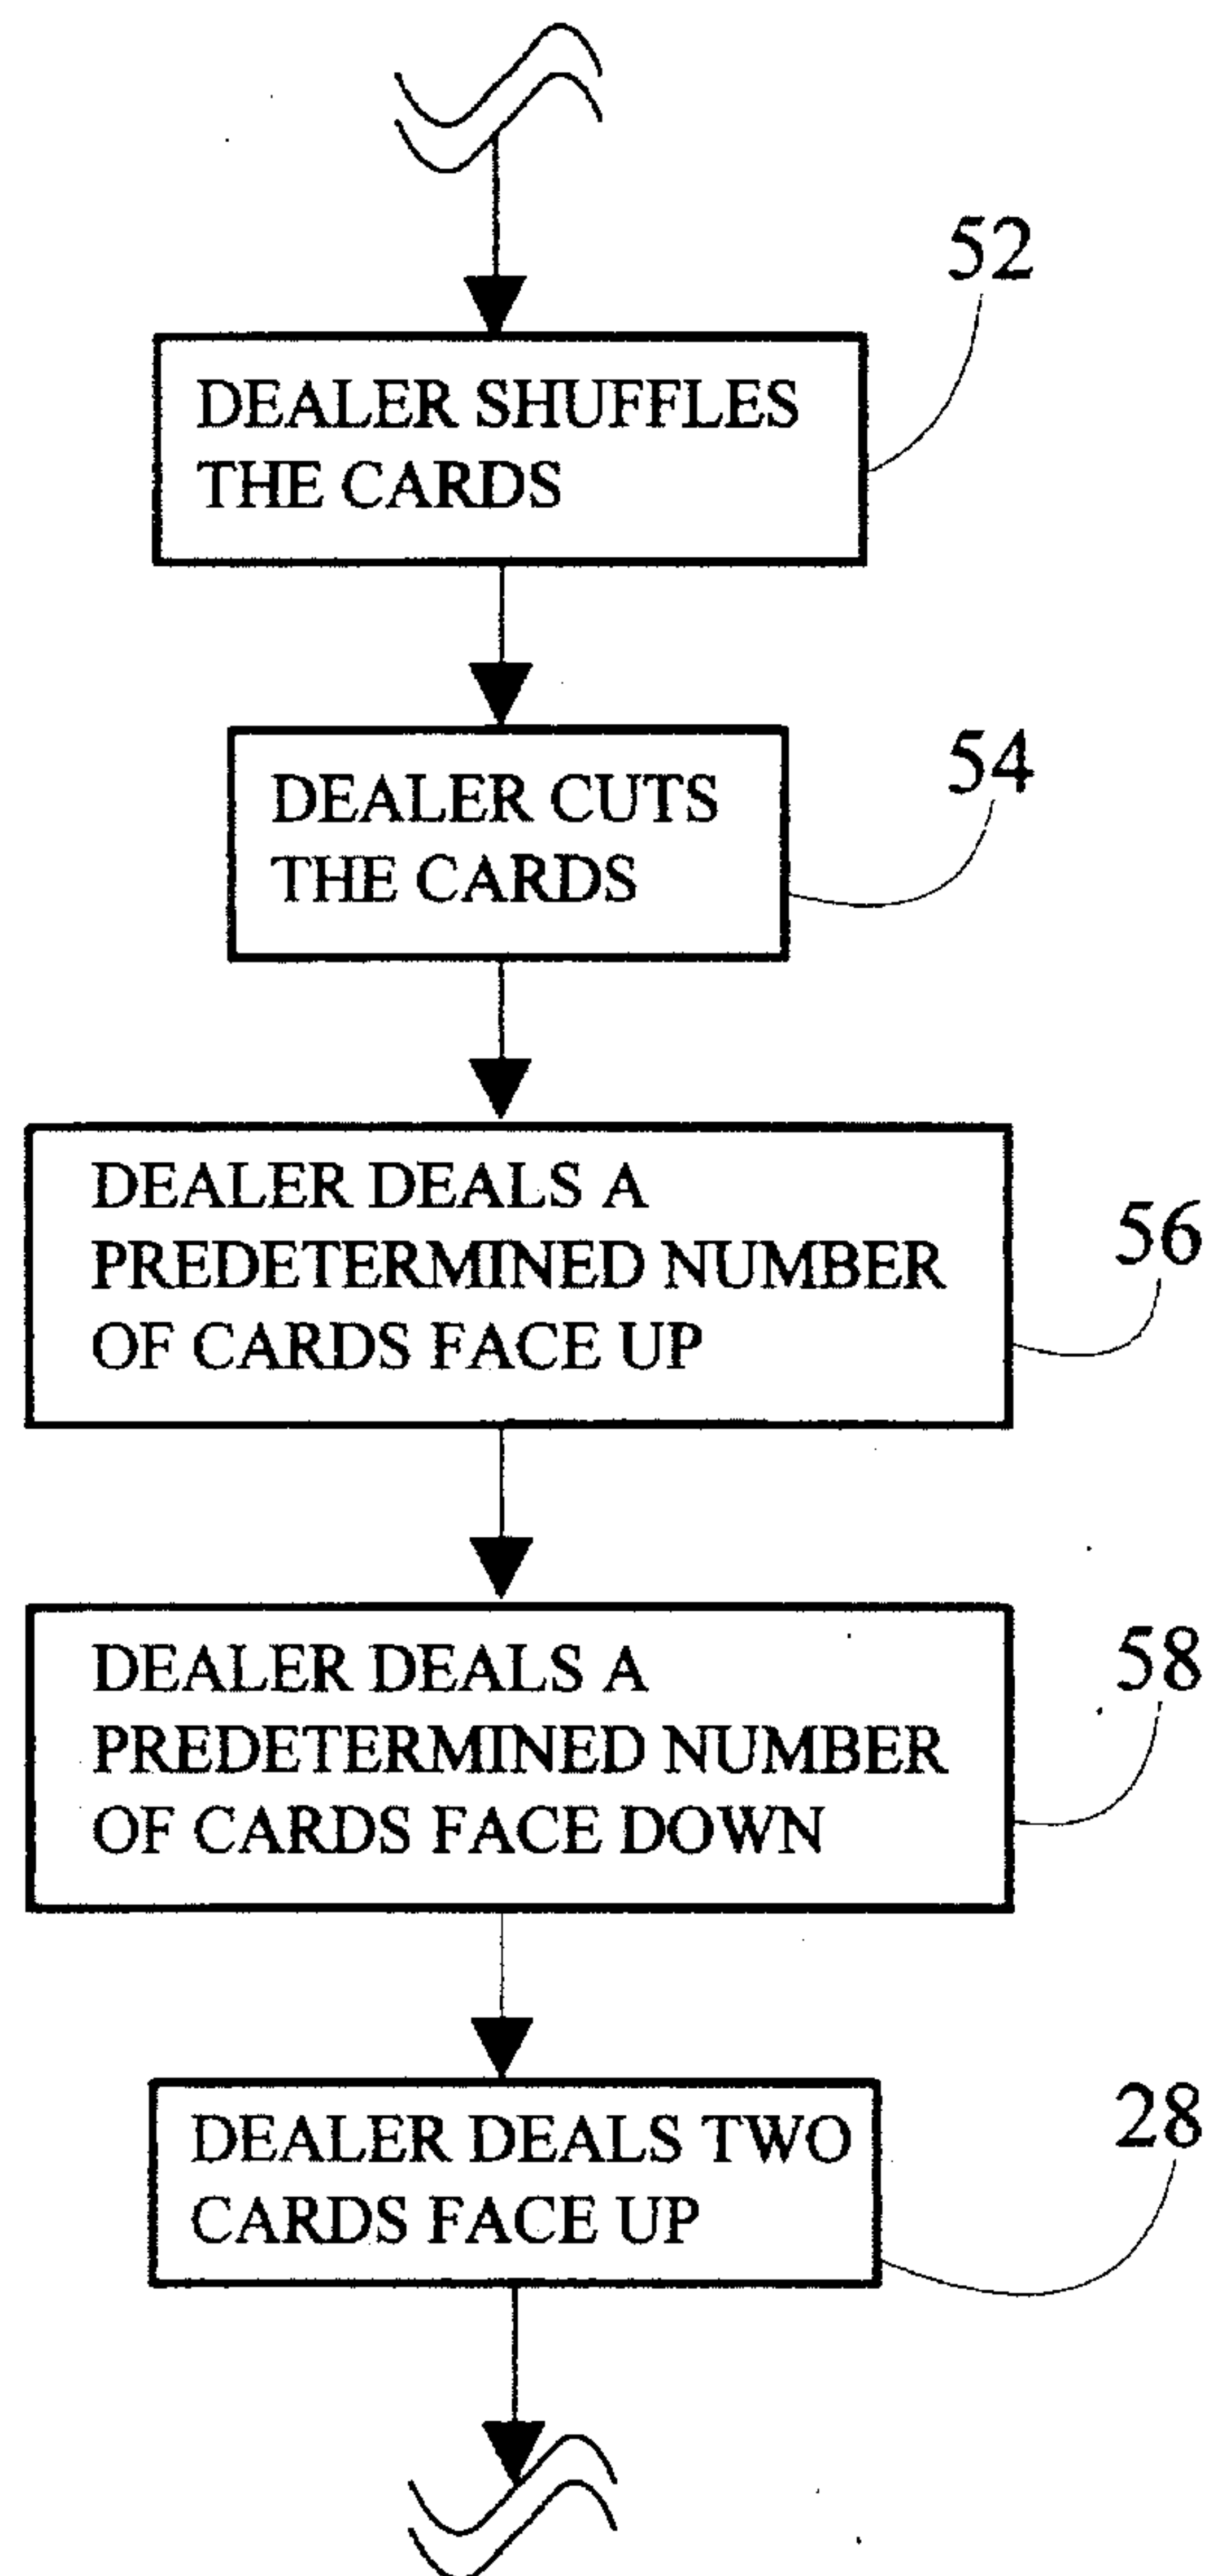 52
DEALER SHUFFLES
THE CARDS
54
DEALER CUTS
THE CARDS
DEALER DEALS A
PREDETERMINED NUMBER
OF CARDS FACE UP
56
DEALER DEALS A
PREDETERMINED NUMBER
OF CARDS FACE DOWN
58
DEALER DEALS TWO
CARDS FACE UP
28